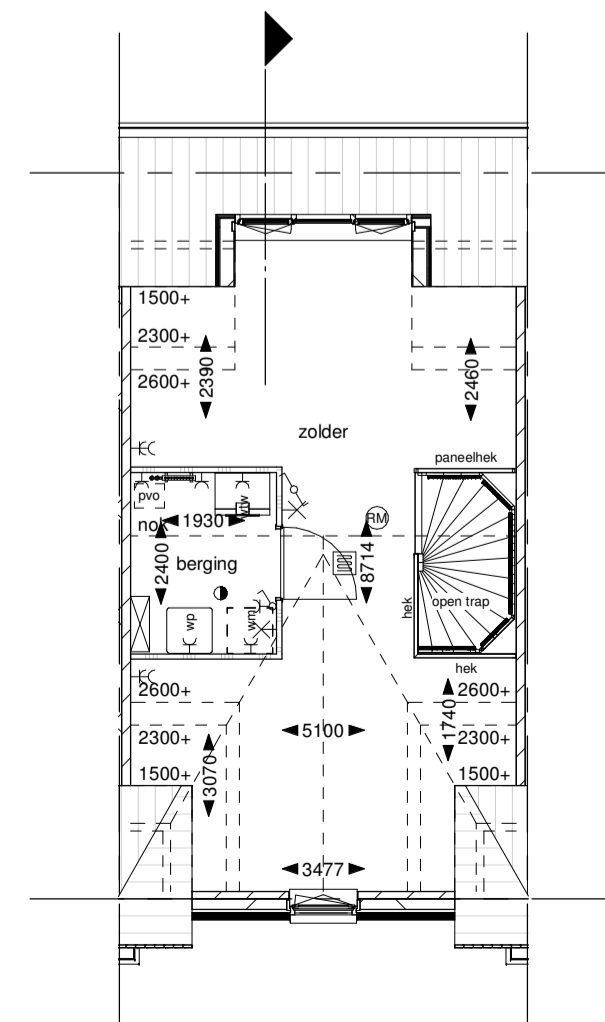 1500+
2300+
2600+
2390
2460
zolder
paneelhek
pvo
wtw
nok
1930
RM
2400
berging
8714
open trap
hek
wp
wm
hek
2600+
2600+
1740
2300+
2300+
5100
3070
1500+
1500+
3477